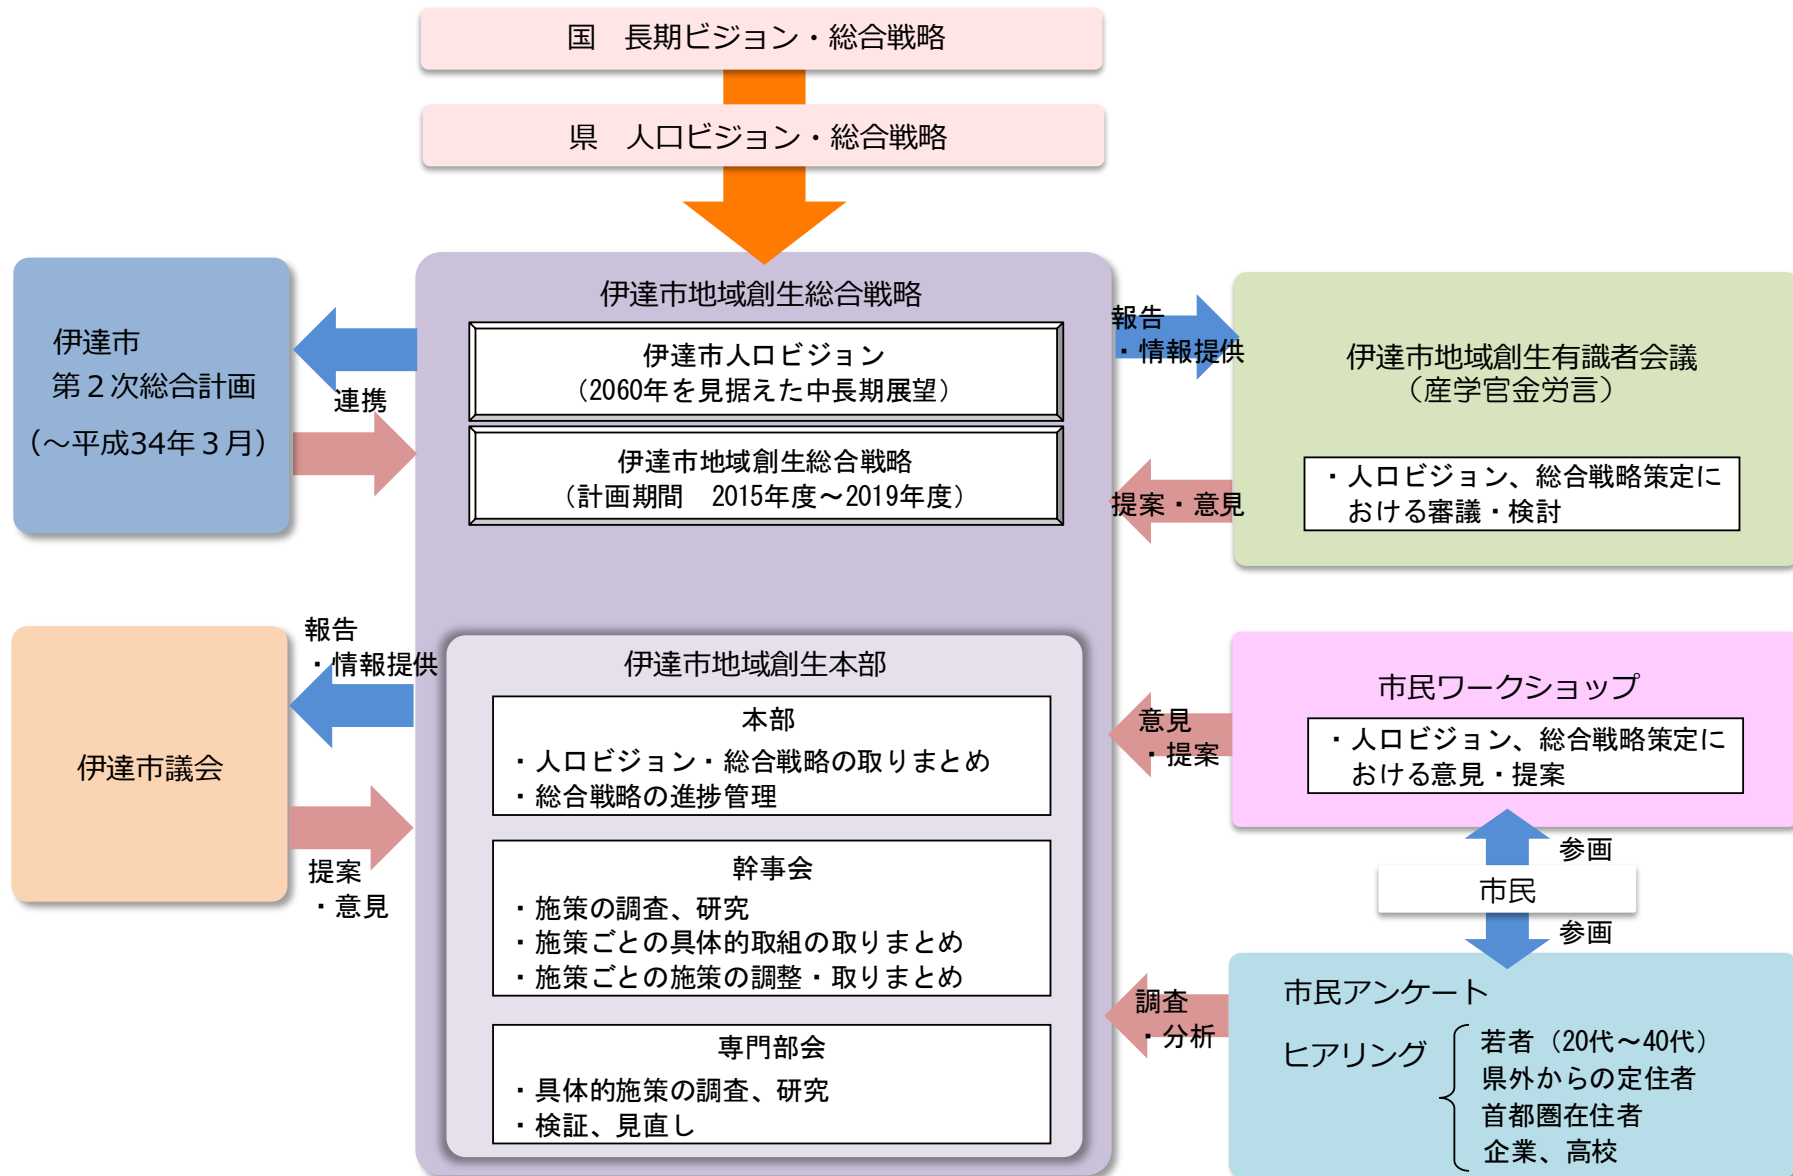 国　長期ビジョン・総合戦略
県　人口ビジョン・総合戦略
伊達市
第２次総合計画
（～平成34年３月）
連携
伊達市地域創生総合戦略
伊達市人口ビジョン
（2060年を見据えた中長期展望）
伊達市地域創生総合戦略
（計画期間　2015年度～2019年度）
報告
・情報提供
提案・意見
伊達市地域創生有識者会議
（産学官金労言）
・人口ビジョン、総合戦略策定に
おける審議・検討
伊達市議会
報告
・情報提供
提案
・意見
伊達市地域創生本部
本部
・人口ビジョン・総合戦略の取りまとめ
・総合戦略の進捗管理
幹事会
・施策の調査、研究
・施策ごとの具体的取組の取りまとめ
・施策ごとの施策の調整・取りまとめ
専門部会
・具体的施策の調査、研究
・検証、見直し
意見
・提案
市民ワークショップ
・人口ビジョン、総合戦略策定に
おける意見・提案
参画
市民
参画
調査
・分析
市民アンケート
ヒアリング
若者（20代～40代）
県外からの定住者
首都圏在住者
企業、高校